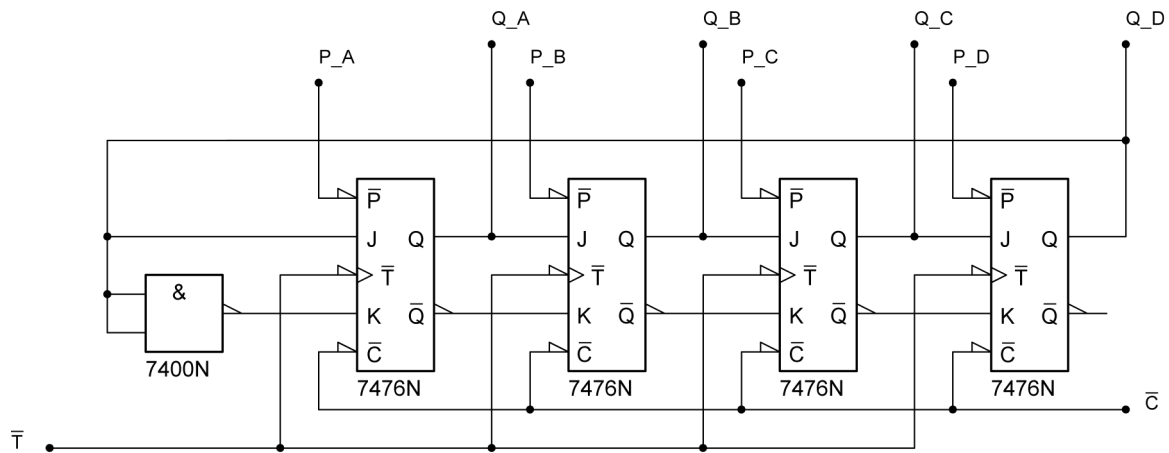 Q_A
Q_B
Q_C
Q_D
P_A
P_B
P_C
P_D
P̅
P̅
P̅
P̅
J Q
J Q
J Q
J Q
T̅
T̅
T̅
T̅
&
K Q̅
K Q̅
K Q̅
K Q̅
C̅
C̅
C̅
C̅
7400N
7476N
7476N
7476N
7476N
C̅
T̅